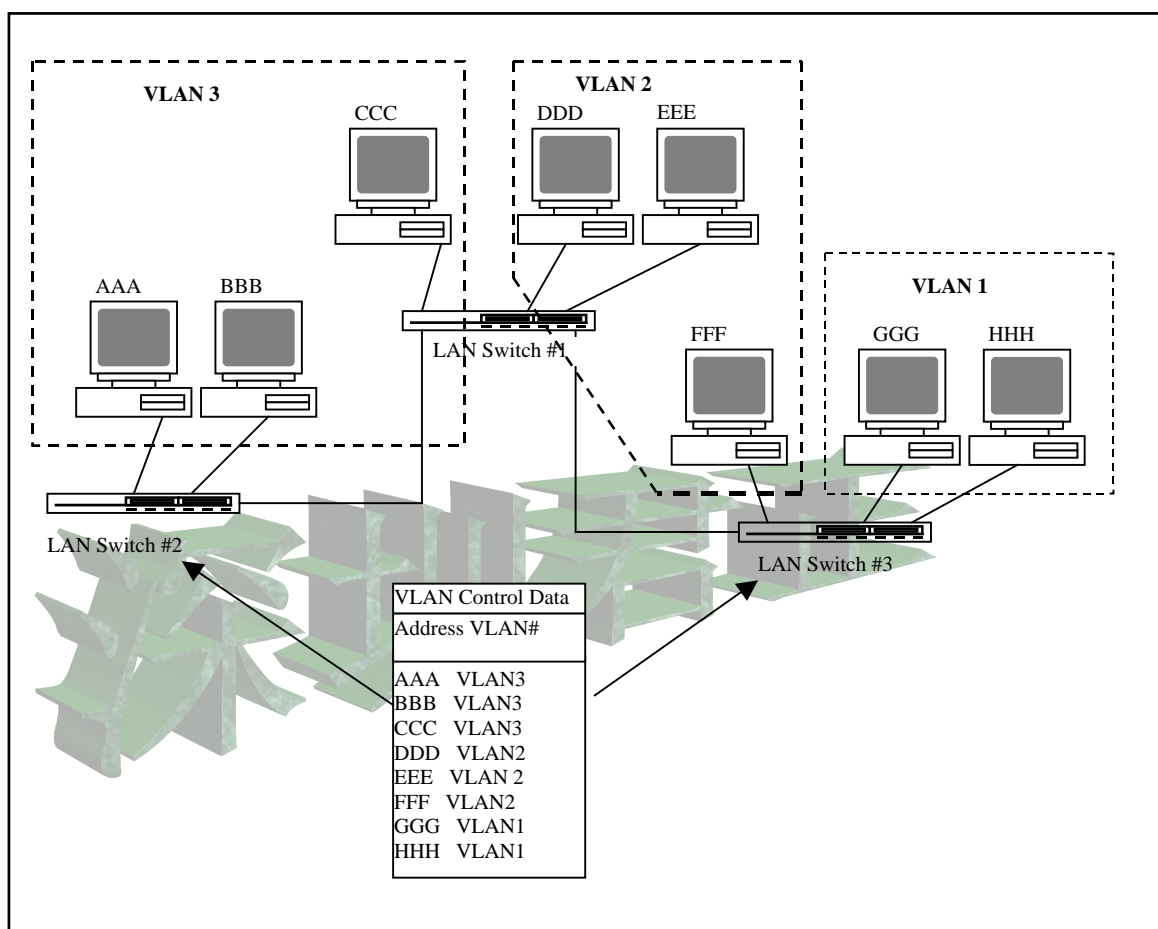 VLAN 3
VLAN 2
CCC
DDD
EEE
AAA
BBB
VLAN 1
LAN Switch #1
FFF
GGG
HHH
LAN Switch #2
LAN Switch #3
VLAN Control Data
Address VLAN#
AAA VLAN3
BBB VLAN3
CCC VLAN3
DDD VLAN2
EEE VLAN 2
FFF VLAN2
GGG VLAN1
HHH VLAN1